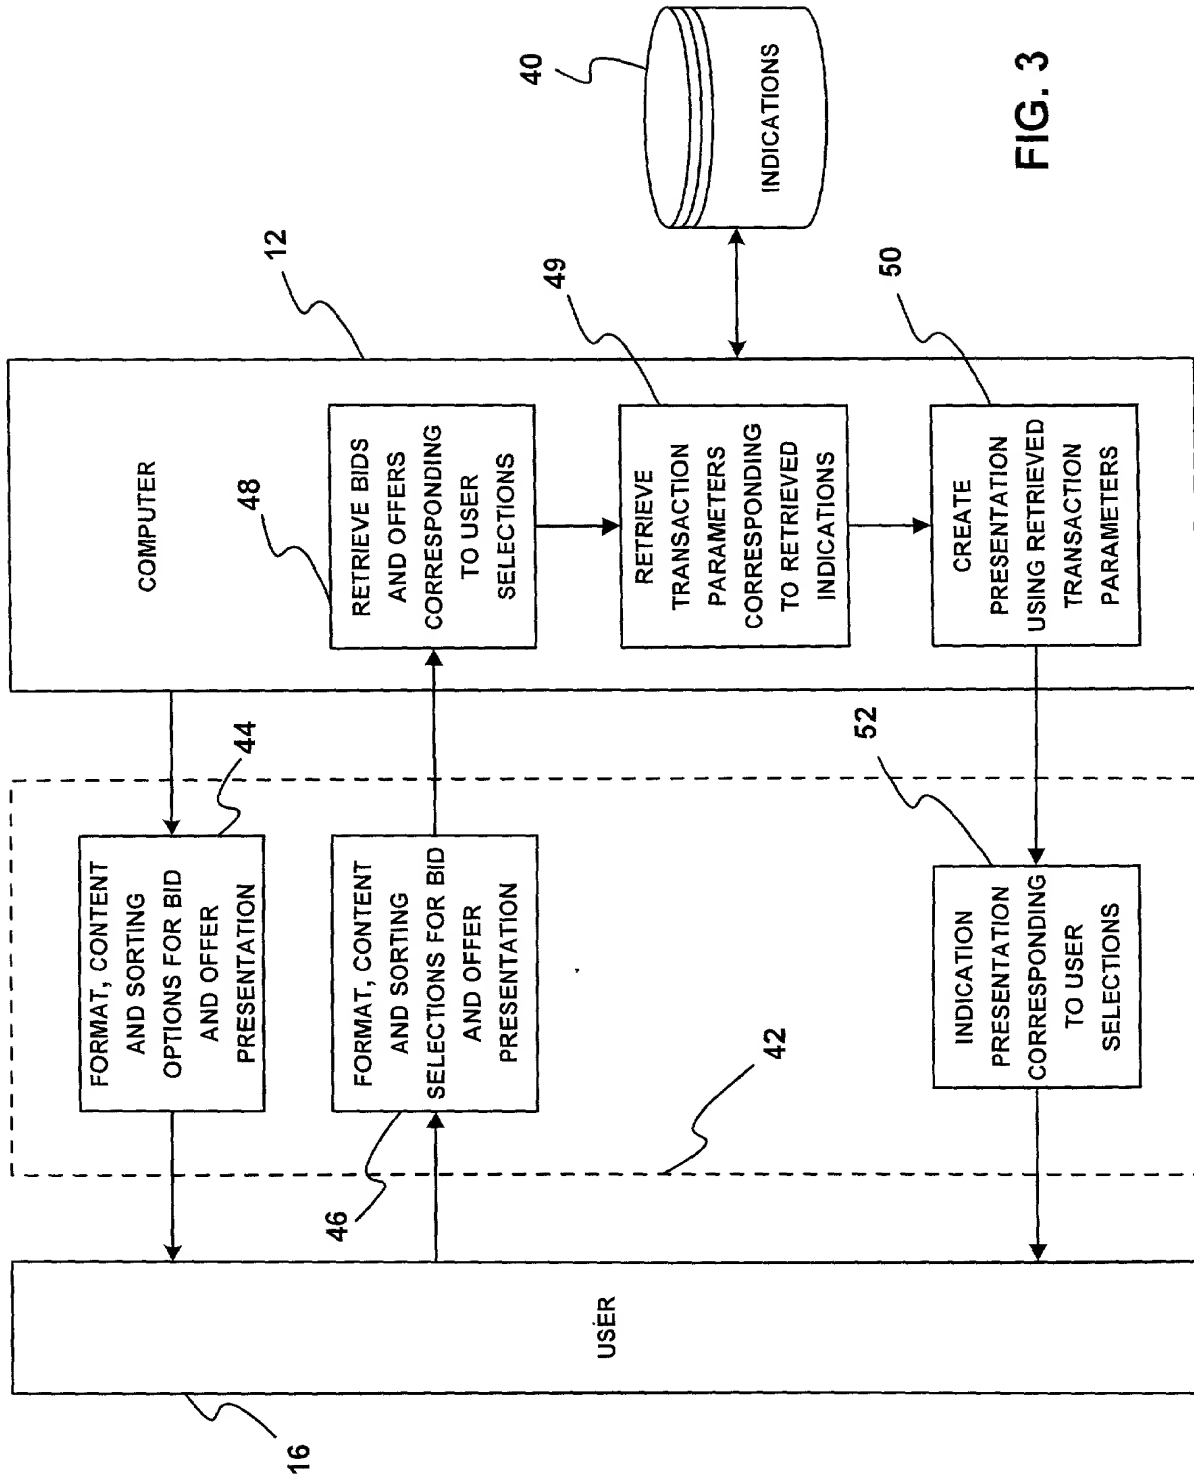 16
USER
44
FORMAT, CONTENT
AND SORTING
OPTIONS FOR BID
AND OFFER
PRESENTATION
46
FORMAT, CONTENT
AND SORTING
SELECTIONS FOR BID
AND OFFER
PRESENTATION
42
52
INDICATION
PRESENTATION
CORRESPONDING
TO USER
SELECTIONS
12
COMPUTER
48
RETRIEVE BIDS
AND OFFERS
CORRESPONDING
TO USER
SELECTIONS
49
RETRIEVE
TRANSACTION
PARAMETERS
CORRESPONDING
TO RETRIEVED
INDICATIONS
50
CREATE
PRESENTATION
USING RETRIEVED
TRANSACTION
PARAMETERS
40
INDICATIONS
FIG. 3